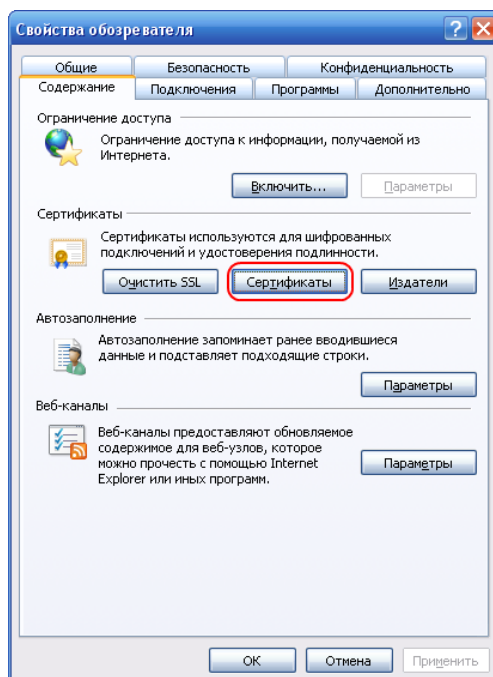 Свойства обозревателя
Общие Безопасность Конфиденциальность
Содержание Подключения Программы Дополнительно
Ограничение доступа
Ограничение доступа к информации, получаемой из
Интернета.
Включить... Параметры
Сертификаты
Сертификаты используются для шифрованных
подключений и удостоверения подлинности.
Очистить SSL Сертификаты Издатели
Автозаполнение
Автозаполнение запоминает ранее вводившиеся
данные и подставляет подходящие строки.
Параметры
Веб-каналы
Веб-каналы предоставляют обновляемое
содержимое для веб-узлов, которое
можно прочесть с помощью Internet
Explorer или иных программ.
Параметры
ОК Отмена Применить